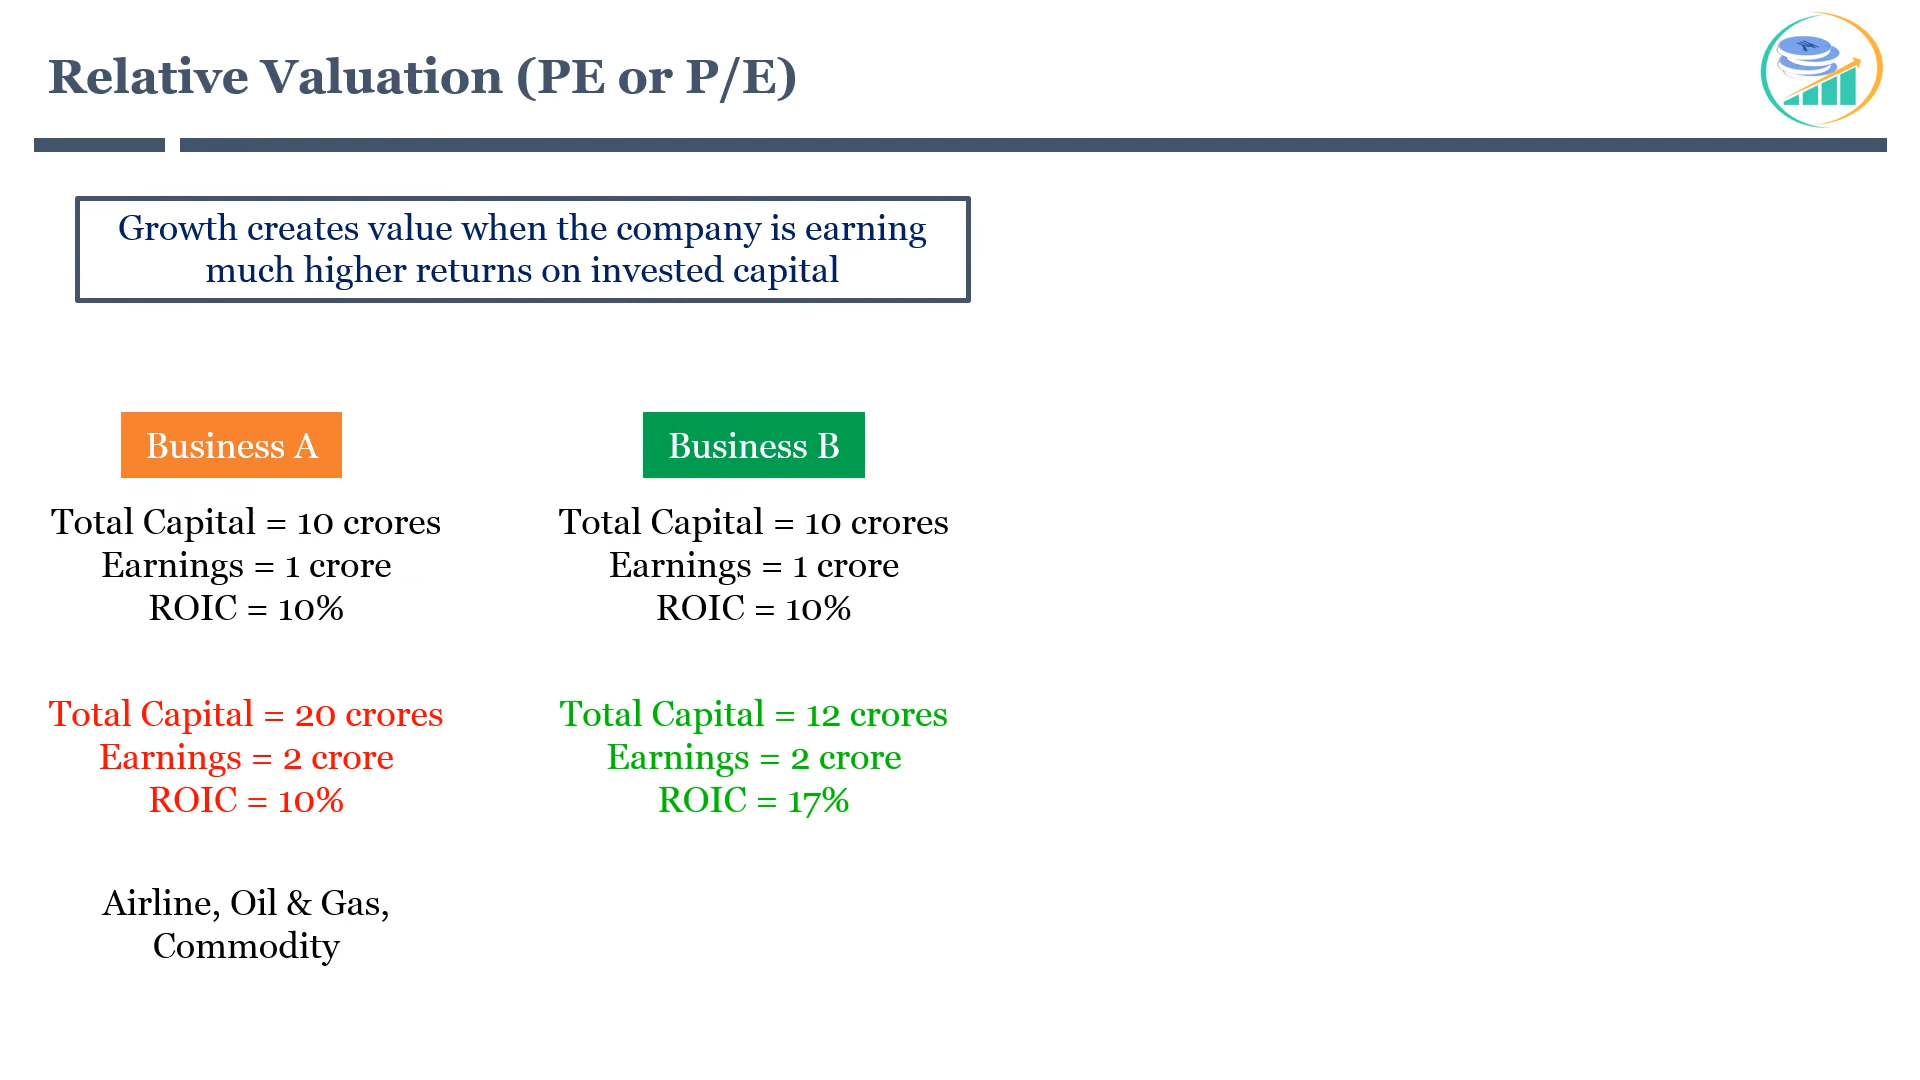 Relative Valuation (PE or P/E)
Growth creates value when the company is earning
much higher returns on invested capital
Business A
Total Capital = 10 crores
Earnings = 1 crore
ROIC = 10%
Total Capital = 20 crores
Earnings = 2 crore
ROIC = 10%
Airline, Oil & Gas,
Commodity
Business B
Total Capital = 10 crores
Earnings = 1 crore
ROIC = 10%
Total Capital = 12 crores
Earnings = 2 crore
ROIC = 17%